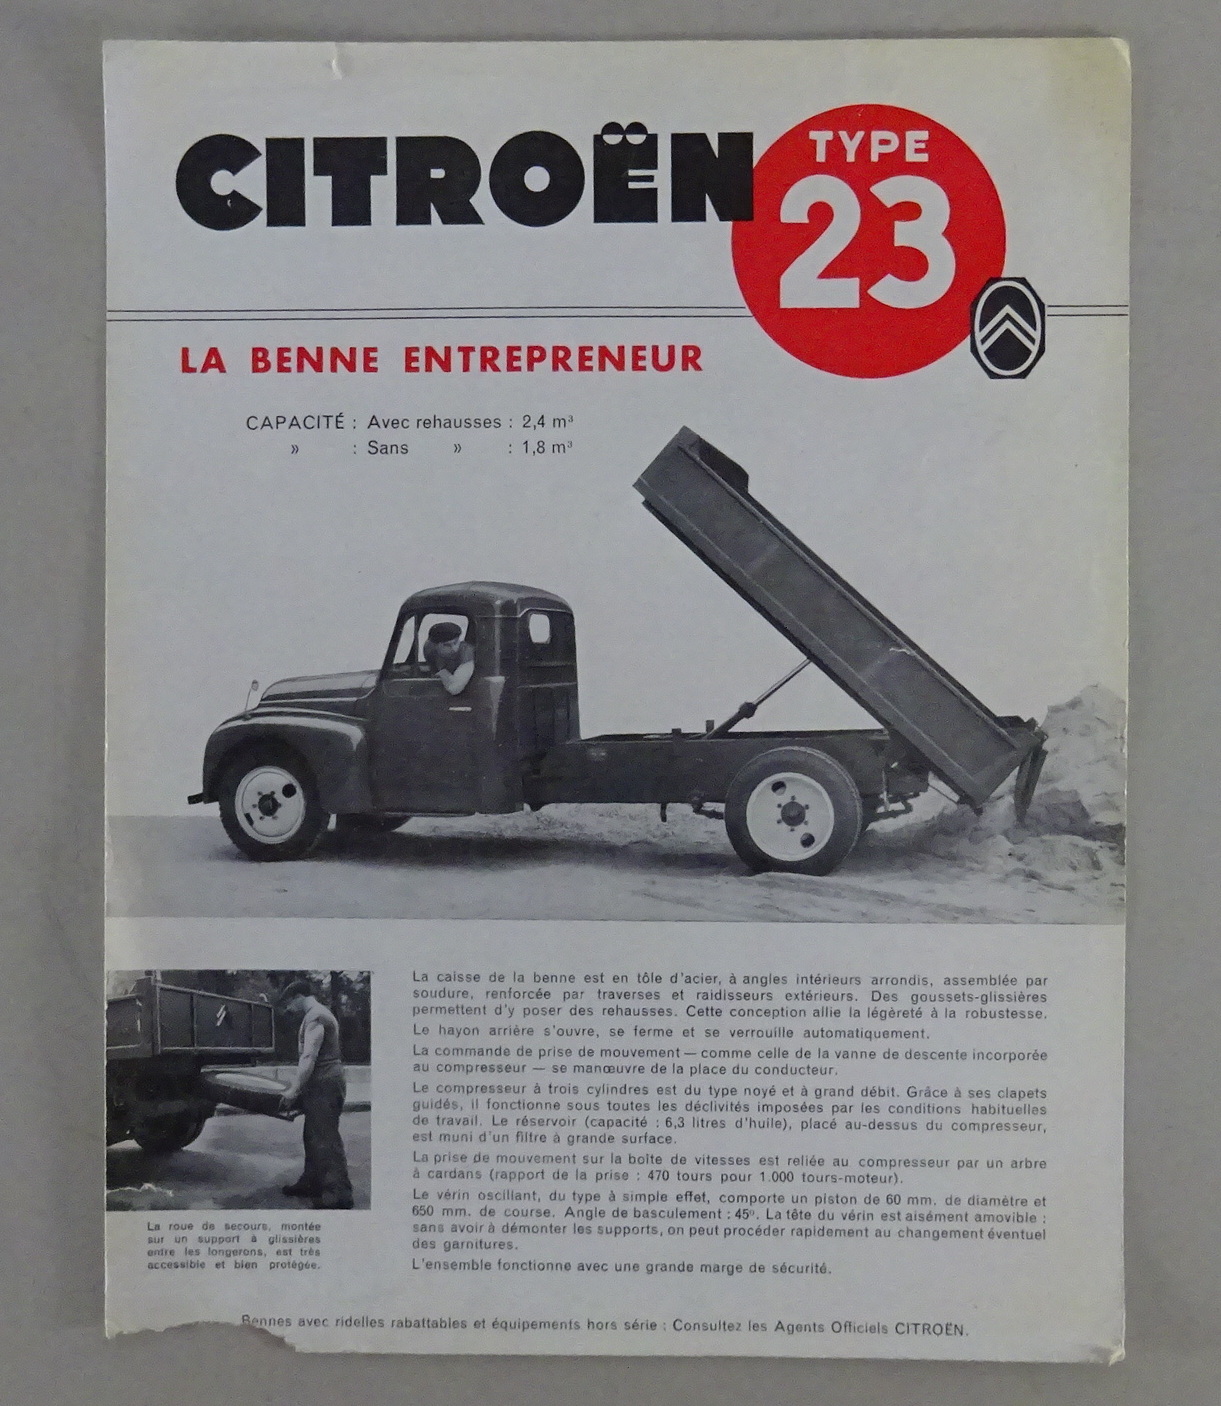 CITROËN
TYPE
23
LA BENNE ENTREPRENEUR
CAPACITÉ : Avec rehausses : 2,4 m³
» : Sans » : 1,8 m³
La caisse de la benne est en tôle d'acier, à angles intérieurs arrondis, assemblée par
soudure, renforcée par traverses et raidisseurs extérieurs. Des goussets-glissières
permettent d'y poser des rehausses. Cette conception allie la légèreté à la robustesse.
Le hayon arrière s'ouvre, se ferme et se verrouille automatiquement.
La commande de prise de mouvement — comme celle de la vanne de descente incorporée
au compresseur — se manœuvre de la place du conducteur.
Le compresseur à trois cylindres est du type noyé et à grand débit. Grâce à ses clapets
guidés, il fonctionne sous toutes les déclivités imposées par les conditions habituelles
de travail. Le réservoir (capacité : 6,3 litres d'huile), placé au-dessus du compresseur,
est muni d'un filtre à grande surface.
La prise de mouvement sur la boîte de vitesses est reliée au compresseur par un arbre
à cardans (rapport de la prise : 470 tours pour 1.000 tours-moteur).
Le vérin oscillant, du type à simple effet, comporte un piston de 60 mm. de diamètre et
650 mm. de course. Angle de basculement : 45º. La tête du vérin est aisément amovible ;
sans avoir à démonter les supports, on peut procéder rapidement au changement éventuel
des garnitures.
L'ensemble fonctionne avec une grande marge de sécurité.
La roue de secours, montée
sur un support à glissières
entre les longerons, est très
accessible et bien protégée.
Bennes avec ridelles rabattables et équipements hors série : Consultez les Agents Officiels CITROËN.